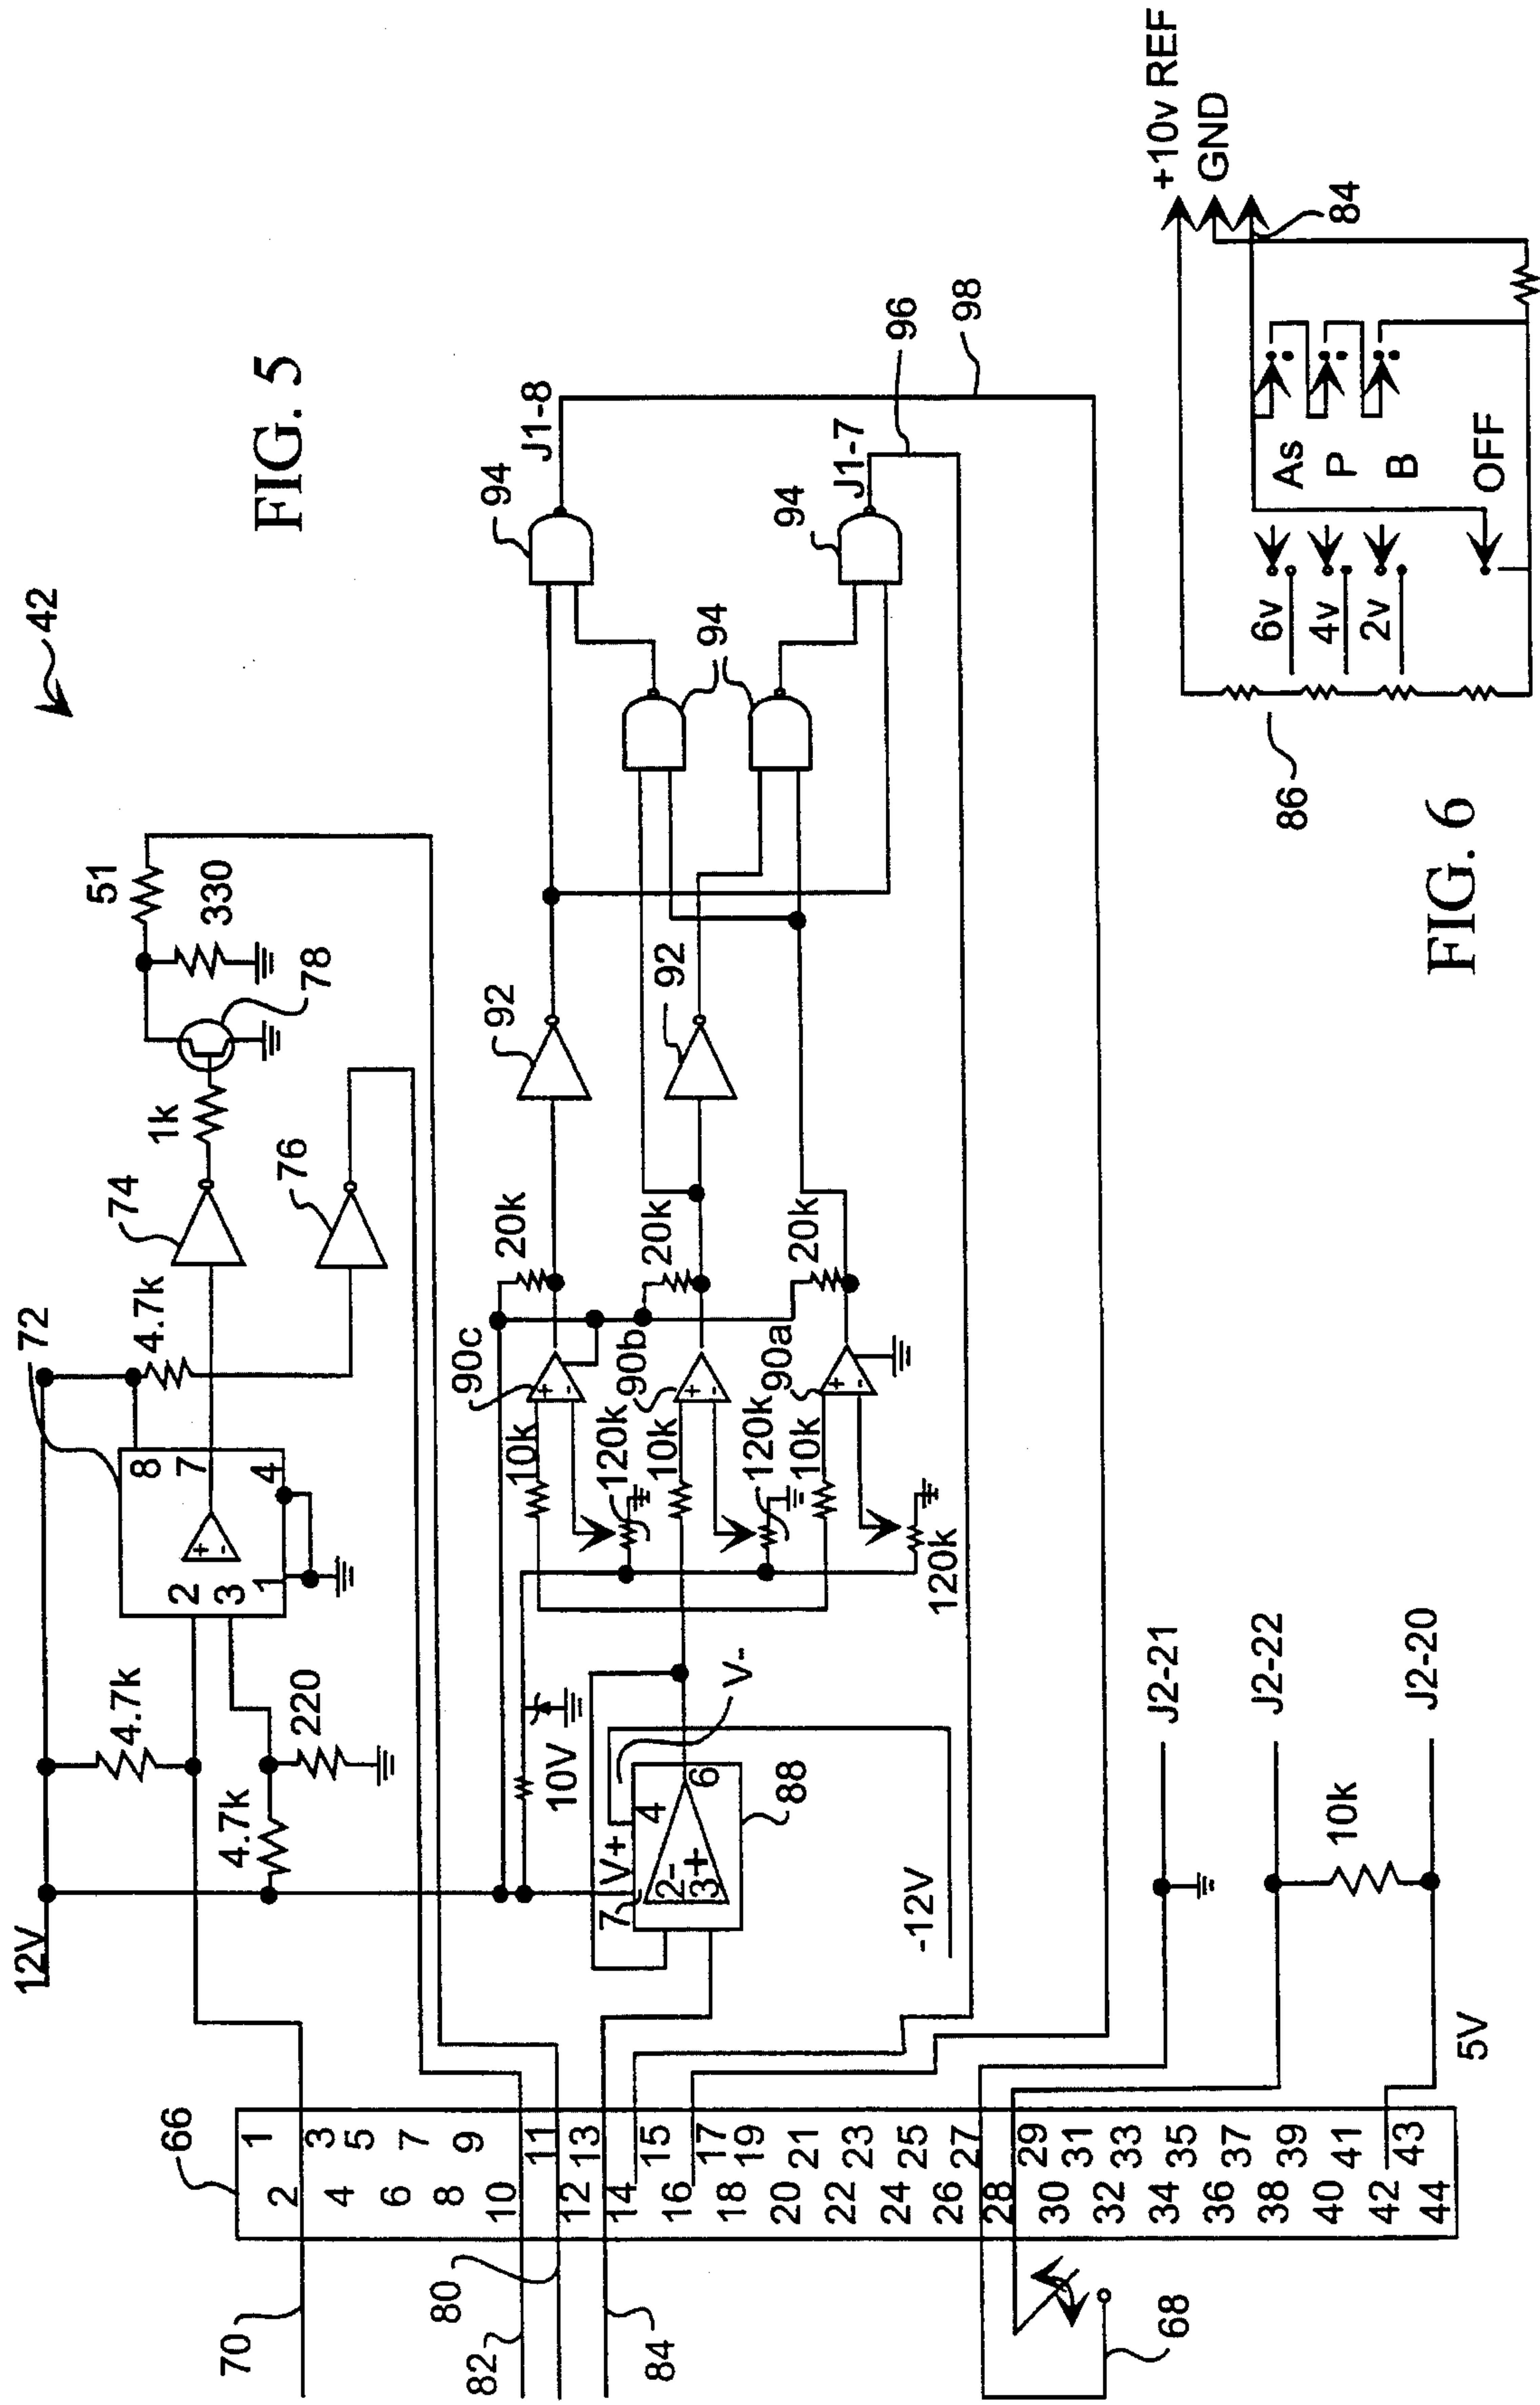 FIG. 5
42
12V
4.7k
4.7k
220
72
2
3
1
8
7
4
4.7k
74
76
1k
78
51
330
66
1
2
3
4
5
6
7
8
9
10
11
12
13
14
15
16
17
18
19
20
21
22
23
24
25
26
27
28
29
30
31
32
33
34
35
36
37
38
39
40
41
42
43
44
70
82
80
84
68
10V
V+
V-
7
2-
3+
4
6
88
-12V
10k
120k
90c
20k
10k
120k
90b
20k
10k
120k
90a
20k
92
92
94
94
94
J1-8
J1-7
96
98
J2-21
J2-22
10k
J2-20
5V
FIG. 6
+10v REF
GND
84
86
6v
4v
2v
As
P
B
OFF